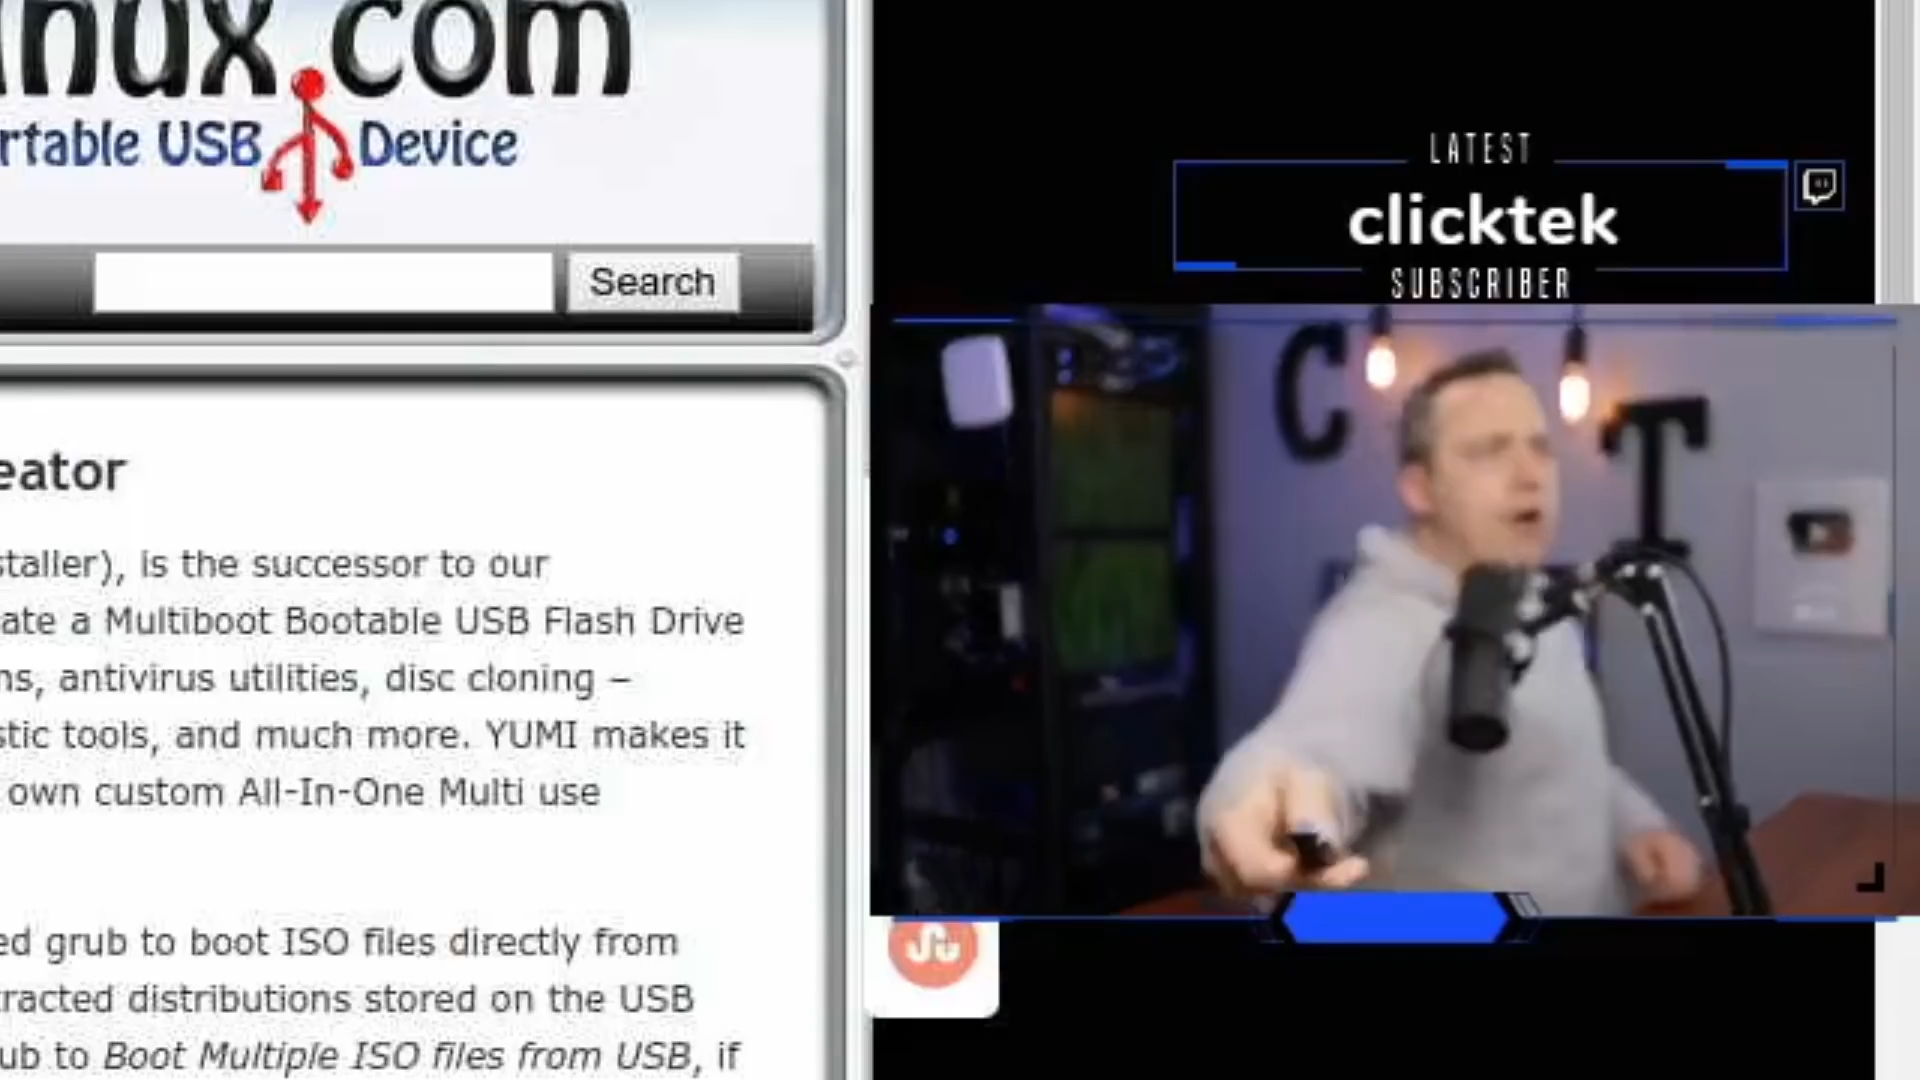 inux.com
rtable USB Device
Search
eator
staller), is the successor to our
ate a Multiboot Bootable USB Flash Drive
ns, antivirus utilities, disc cloning –
stic tools, and much more. YUMI makes it
own custom All-In-One Multi use
ed grub to boot ISO files directly from
tracted distributions stored on the USB
ub to Boot Multiple ISO files from USB, if
LATEST
clicktek
SUBSCRIBER
C T